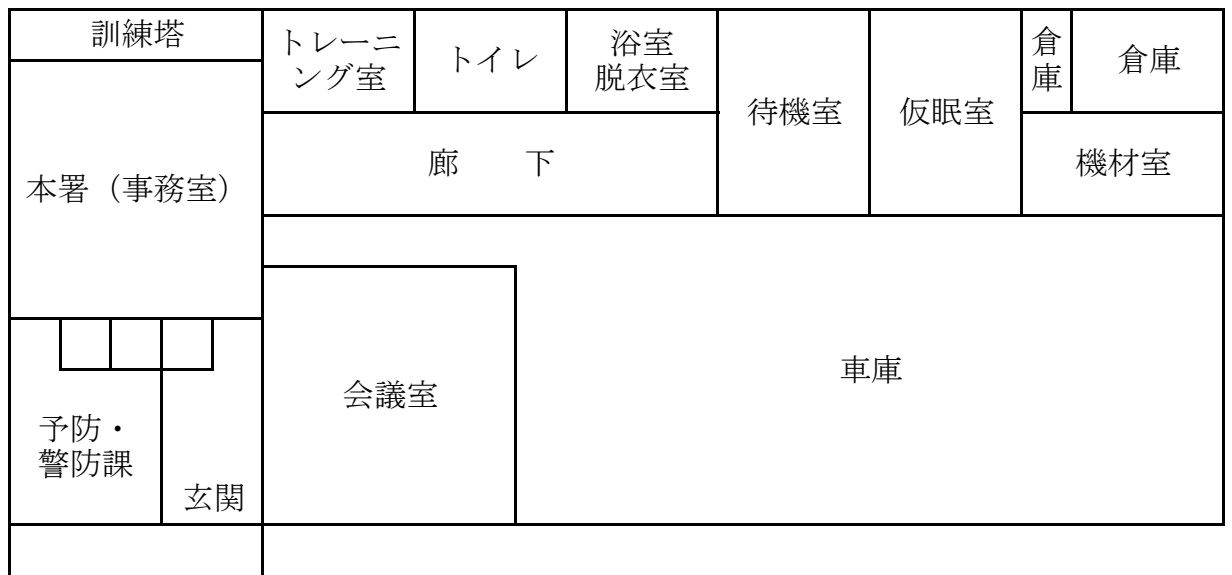 訓練塔
トレーニ
ング室
トイレ
浴室
脱衣室
待機室
仮眠室
倉
庫
倉庫
機材室
廊　下
本署（事務室）
会議室
車庫
予防・
警防課
玄関